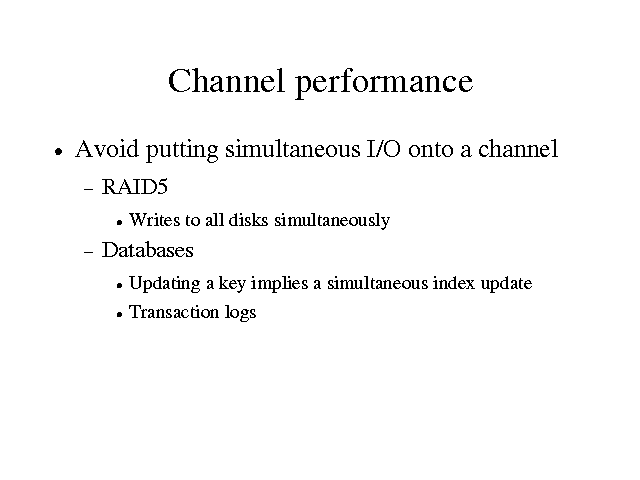 Channel performance
• Avoid putting simultaneous I/O onto a channel
– RAID5
• Writes to all disks simultaneously
– Databases
• Updating a key implies a simultaneous index update
• Transaction logs